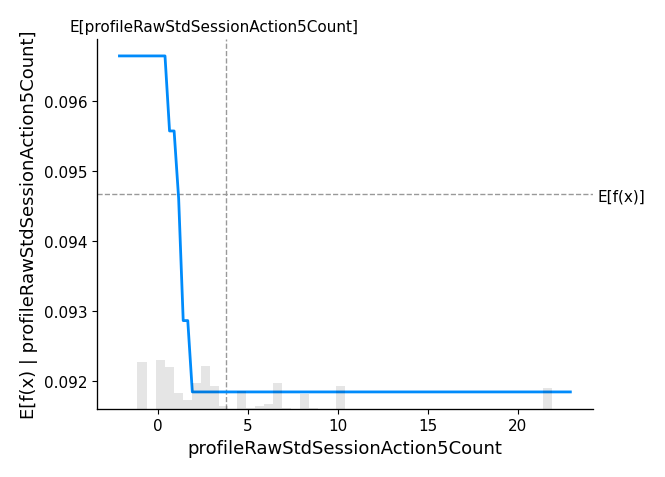 E[profileRawStdSessionAction5Count]
E[f(x) | profileRawStdSessionAction5Count]
0.096
0.095
0.094
0.093
0.092
E[f(x)]
0 5 10 15 20
profileRawStdSessionAction5Count